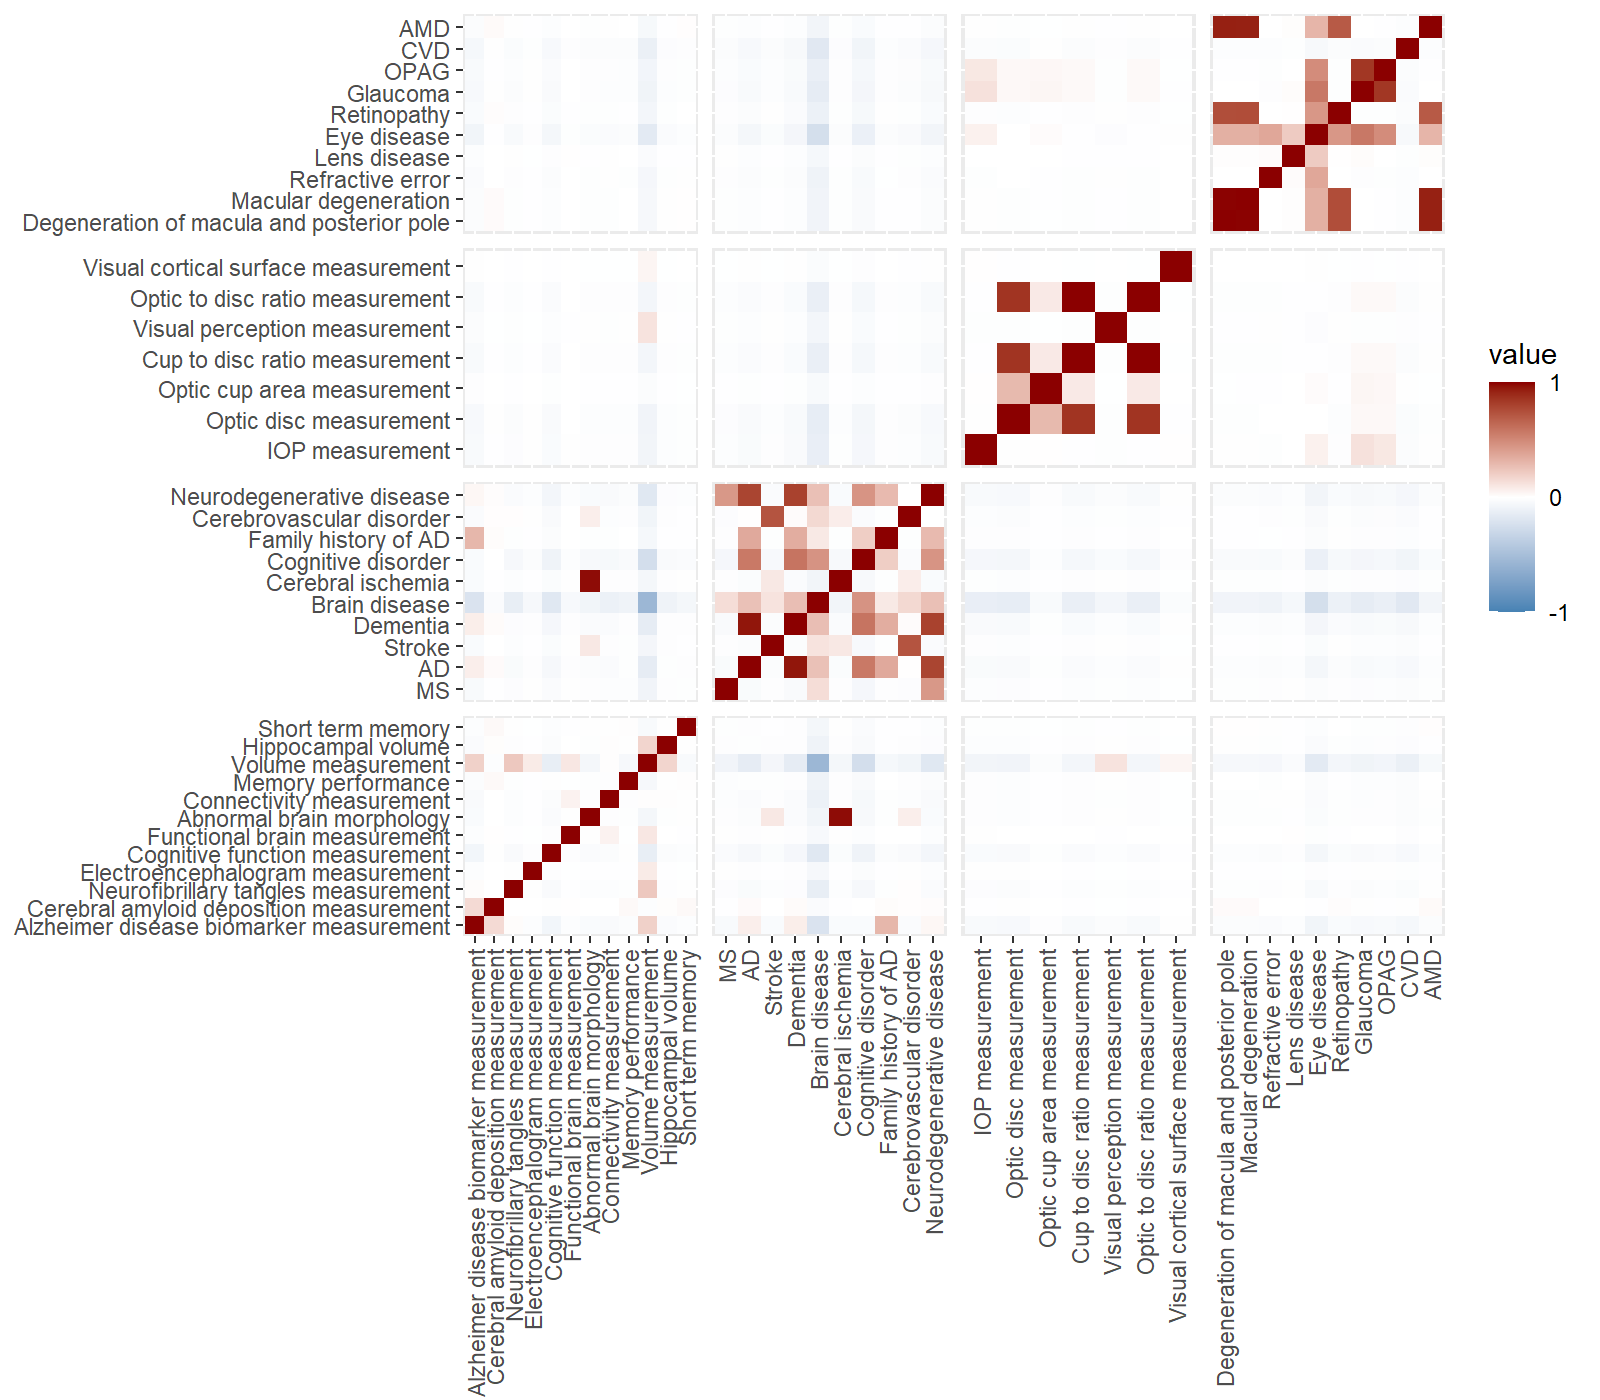 AMD
CVD
OPAG
Glaucoma
Retinopathy
Eye disease
Lens disease
Refractive error
Macular degeneration
Degeneration of macula and posterior pole
Visual cortical surface measurement
Optic to disc ratio measurement
Visual perception measurement
Cup to disc ratio measurement
Optic cup area measurement
Optic disc measurement
IOP measurement
Neurodegenerative disease
Cerebrovascular disorder
Family history of AD
Cognitive disorder
Cerebral ischemia
Brain disease
Dementia
Stroke
AD
MS
Short term memory
Hippocampal volume
Volume measurement
Memory performance
Connectivity measurement
Abnormal brain morphology
Functional brain measurement
Cognitive function measurement
Electroencephalogram measurement
Neurofibrillary tangles measurement
Cerebral amyloid deposition measurement
Alzheimer disease biomarker measurement
Alzheimer disease biomarker measurement
Cerebral amyloid deposition measurement
Neurofibrillary tangles measurement
Electroencephalogram measurement
Cognitive function measurement
Functional brain measurement
Abnormal brain morphology
Connectivity measurement
Memory performance
Volume measurement
Hippocampal volume
Short term memory
MS
AD
Stroke
Dementia
Brain disease
Cerebral ischemia
Cognitive disorder
Family history of AD
Cerebrovascular disorder
Neurodegenerative disease
IOP measurement
Optic disc measurement
Optic cup area measurement
Cup to disc ratio measurement
Visual perception measurement
Optic to disc ratio measurement
Visual cortical surface measurement
Degeneration of macula and posterior pole
Macular degeneration
Refractive error
Lens disease
Eye disease
Retinopathy
Glaucoma
OPAG
CVD
AMD
value
1
0
-1